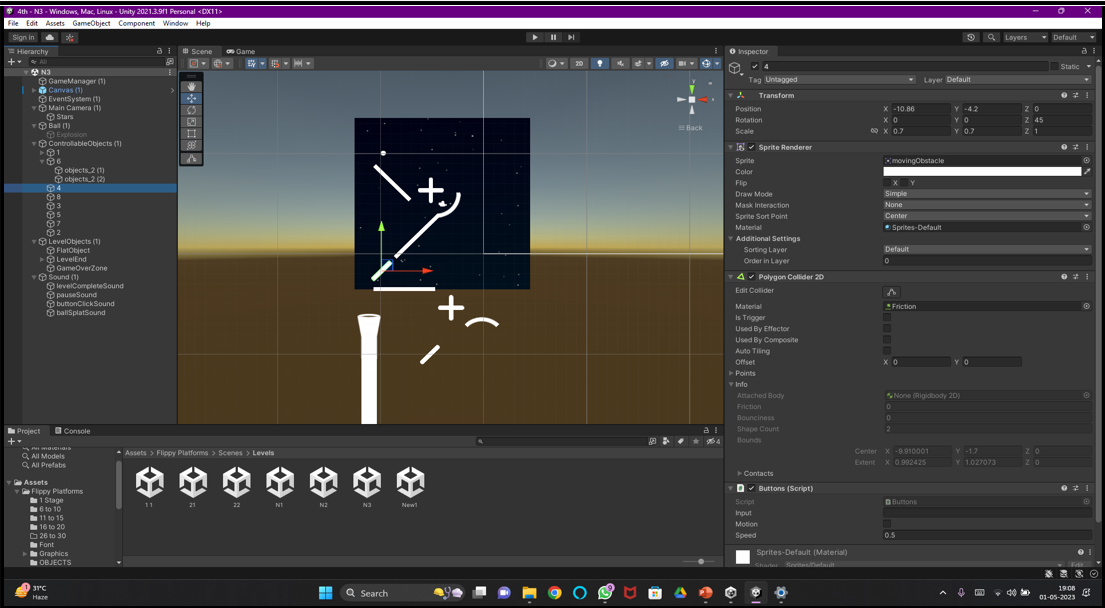 4th - N3 - Windows, Mac, Linux - Unity 2021.3.9f1 Personal <DX11>
File Edit Assets GameObject Component Window Help
Sign in
Layers Default
Hierarchy
Scene Game
Inspector
All
2D
N3
GameManager (1)
Canvas (1)
EventSystem (1)
Main Camera (1)
Stars
Ball (1)
Explosion
ControllableObjects (1)
1
6
objects_2 (1)
objects_2 (2)
4
8
3
5
7
2
LevelObjects (1)
FlatObject
LevelEnd
GameOverZone
Sound (1)
levelCompleteSound
pauseSound
buttonClickSound
ballSplatSound
y
x
Back
4 Static
Tag Untagged Layer Default
Transform
Position X -10.86 Y -4.2 Z 0
Rotation X 0 Y 0 Z 45
Scale X 0.7 Y 0.7 Z 1
Sprite Renderer
Sprite movingObstacle
Color
Flip X Y
Draw Mode Simple
Mask Interaction None
Sprite Sort Point Center
Material Sprites-Default
Additional Settings
Sorting Layer Default
Order in Layer 0
Polygon Collider 2D
Edit Collider
Material Friction
Is Trigger
Used By Effector
Used By Composite
Auto Tiling
Offset X 0 Y 0
Points
Info
Attached Body None (Rigidbody 2D)
Friction 0
Bounciness 0
Shape Count 2
Bounds
Center X -9.910001 Y -1.7 Z 0
Extent X 0.992425 Y 1.027073 Z 0
Contacts
Buttons (Script)
Script Buttons
Input
Motion
Speed 0.5
Sprites-Default (Material)
Shader Sprites/Default Edit
Project Console
4
All Materials
All Models
All Prefabs
Assets
Flippy Platforms
1 Stage
6 to 10
11 to 15
16 to 20
26 to 30
Font
Graphics
OBJECTS
Assets > Flippy Platforms > Scenes > Levels
1 1 21 22 N1 N2 N3 New1
31°C
Haze
Search
19:08
01-05-2023